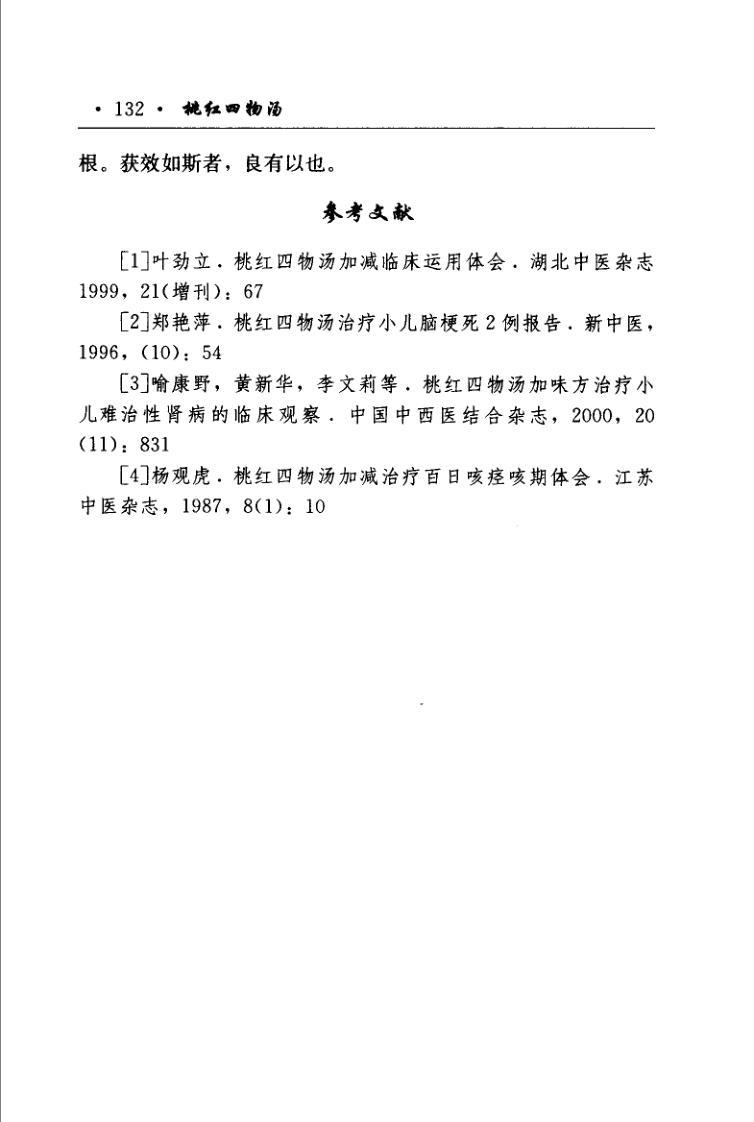 · 132 · 桃红四物汤
根。获效如斯者，良有以也。
参考文献
[1]叶劲立．桃红四物汤加减临床运用体会．湖北中医杂志
1999，21(增刊)：67
[2]郑艳萍．桃红四物汤治疗小儿脑梗死 2 例报告．新中医，
1996，(10)：54
[3]喻康野，黄新华，李文莉等．桃红四物汤加味方治疗小
儿难治性肾病的临床观察．中国中西医结合杂志，2000，20
(11)：831
[4]杨观虎．桃红四物汤加减治疗百日咳痉咳期体会．江苏
中医杂志，1987，8(1)：10